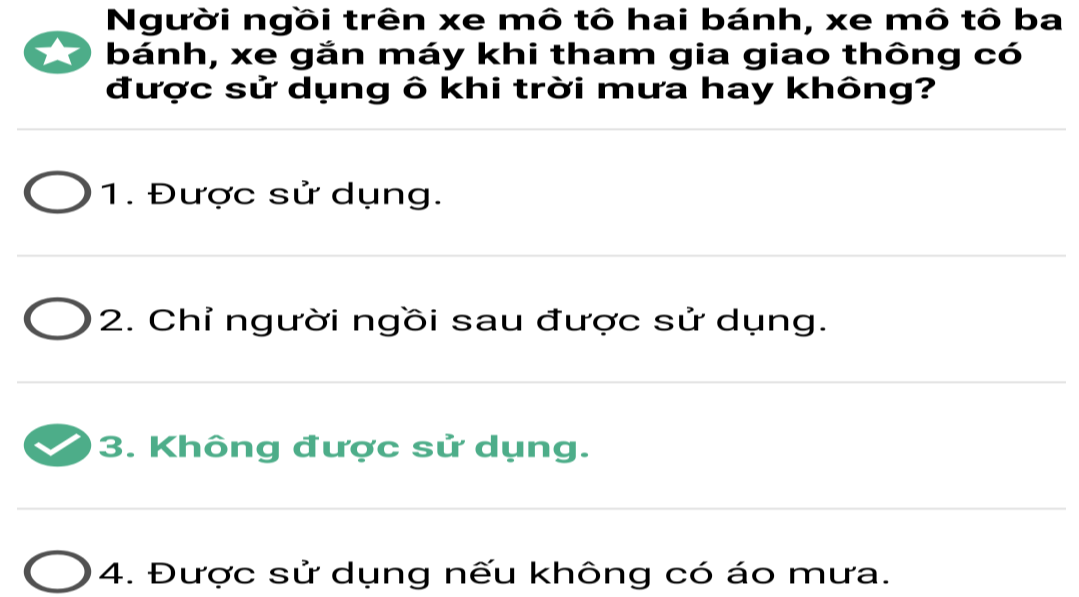 Người ngồi trên xe mô tô hai bánh, xe mô tô ba
bánh, xe gắn máy khi tham gia giao thông có
được sử dụng ô khi trời mưa hay không?
1. Được sử dụng.
2. Chỉ người ngồi sau được sử dụng.
3. Không được sử dụng.
4. Được sử dụng nếu không có áo mưa.